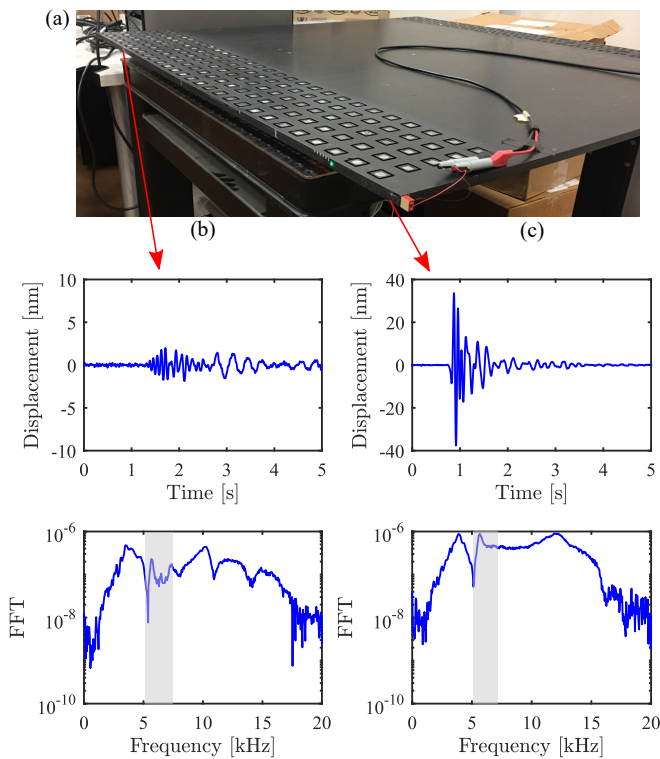 (a)
(b)
(c)
10
5
0
-5
-10
Displacement [nm]
0 1 2 3 4 5
Time [s]
40
20
0
-20
-40
Displacement [nm]
0 1 2 3 4 5
Time [s]
10-6
10-8
10-10
FFT
0 5 10 15 20
Frequency [kHz]
10-6
10-8
10-10
FFT
0 5 10 15 20
Frequency [kHz]